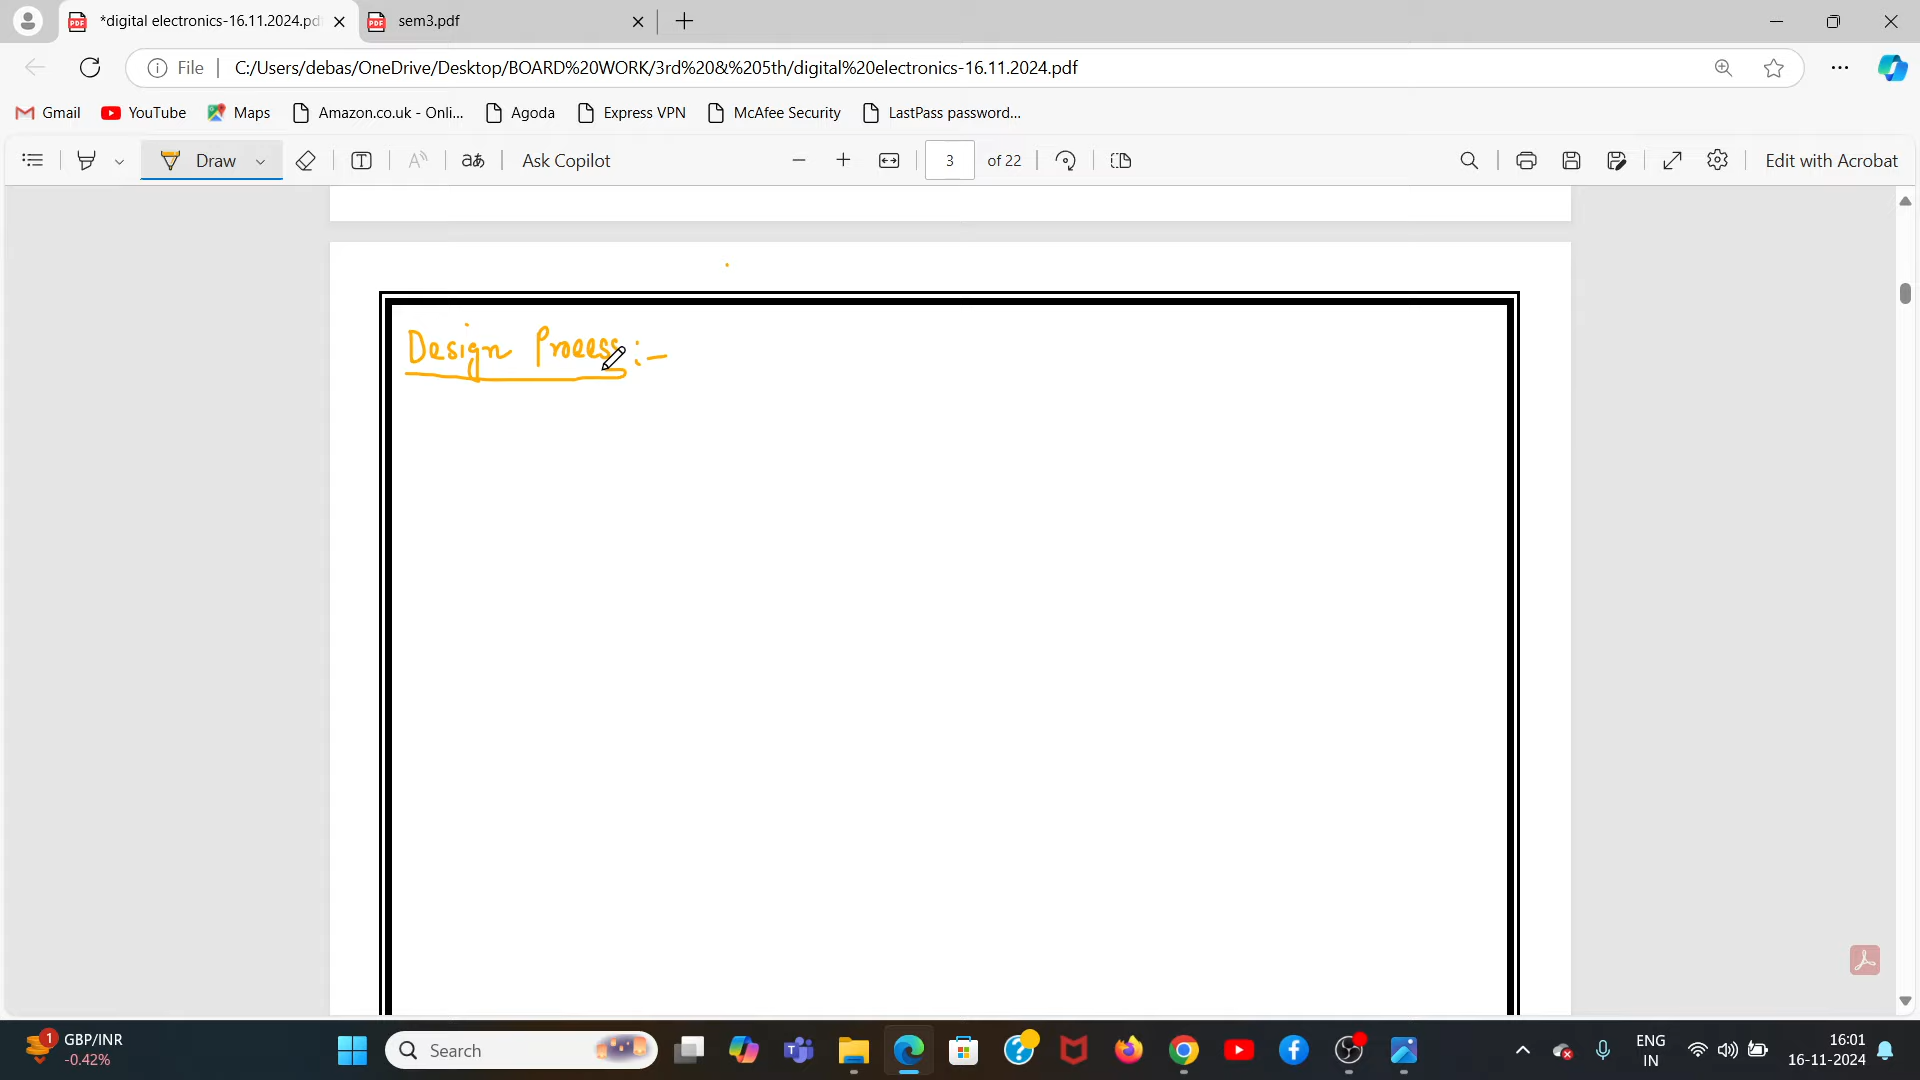 *digital electronics-16.11.2024.pd
sem3.pdf
File
C:/Users/debas/OneDrive/Desktop/BOARD%20WORK/3rd%20&%205th/digital%20electronics-16.11.2024.pdf
Gmail
YouTube
Maps
Amazon.co.uk - Onli...
Agoda
Express VPN
McAfee Security
LastPass password...
Draw
T
A
aあ
Ask Copilot
3 of 22
Edit with Acrobat
Design Process :-
1
GBP/INR
-0.42%
Search
ENG
IN
16:01
16-11-2024